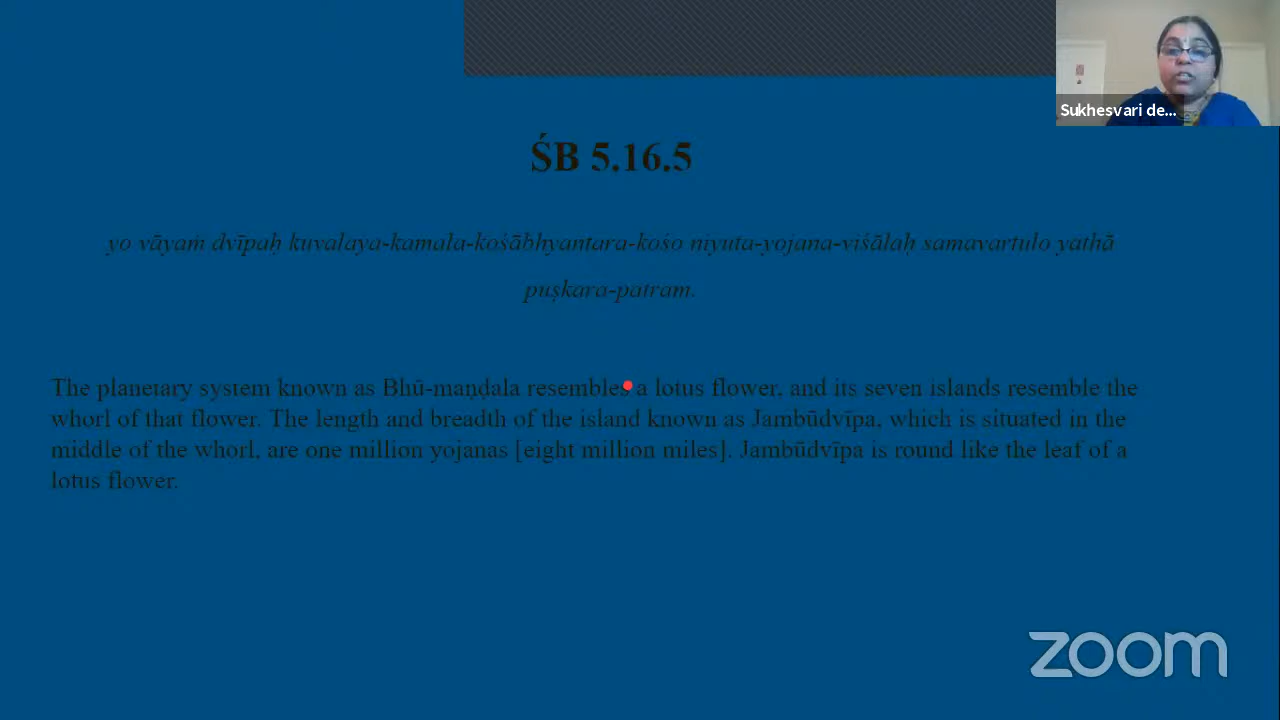 Sukhesvari de...
ŚB 5.16.5
yo vāyaṁ dvīpaḥ kuvalaya-kamala-kośābhyantara-kośo niyuta-yojana-viśālaḥ samavartulo yathā
puṣkara-patram.
The planetary system known as Bhū-maṇḍala resembles a lotus flower, and its seven islands resemble the
whorl of that flower. The length and breadth of the island known as Jambūdvīpa, which is situated in the
middle of the whorl, are one million yojanas [eight million miles]. Jambūdvīpa is round like the leaf of a
lotus flower.
zoom